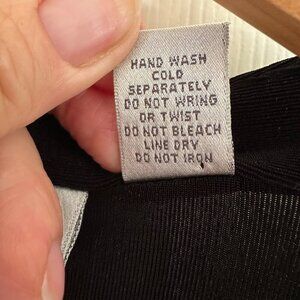 HAND WASH
COLD
SEPARATELY
DO NOT WRING
OR TWIST
DO NOT BLEACH
LINE DRY
DO NOT IRON